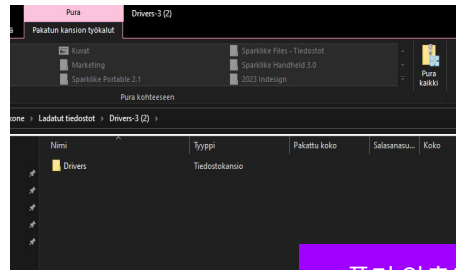 Pura Drivers-3 (2)
ä Pakatun kansion työkalut
Kuvat Sparklike Files - Tiedostot
Marketing Sparklike Handheld 3.0
Sparklike Portable 2.1 2023 Indesign
Pura kaikki
Pura kohteeseen
kone › Ladatut tiedostot › Drivers-3 (2) ›
Nimi Tyyppi Pakattu koko Salasanasu... Koko
Drivers Tiedostokansio